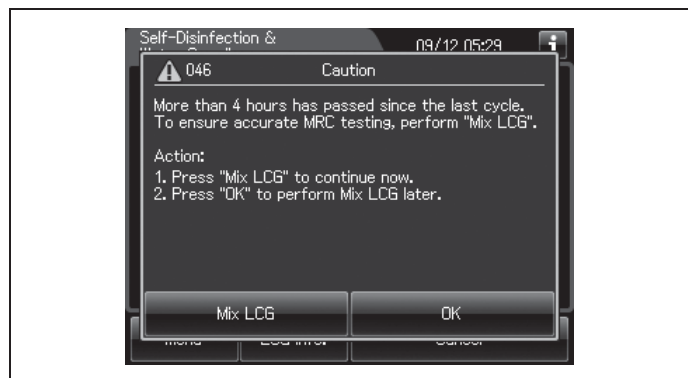 Self-Disinfection &
09/12 05:29
046 Caution
More than 4 hours has passed since the last cycle.
To ensure accurate MRC testing, perform "Mix LCG".
Action:
1. Press "Mix LCG" to continue now.
2. Press "OK" to perform Mix LCG later.
Mix LCG OK